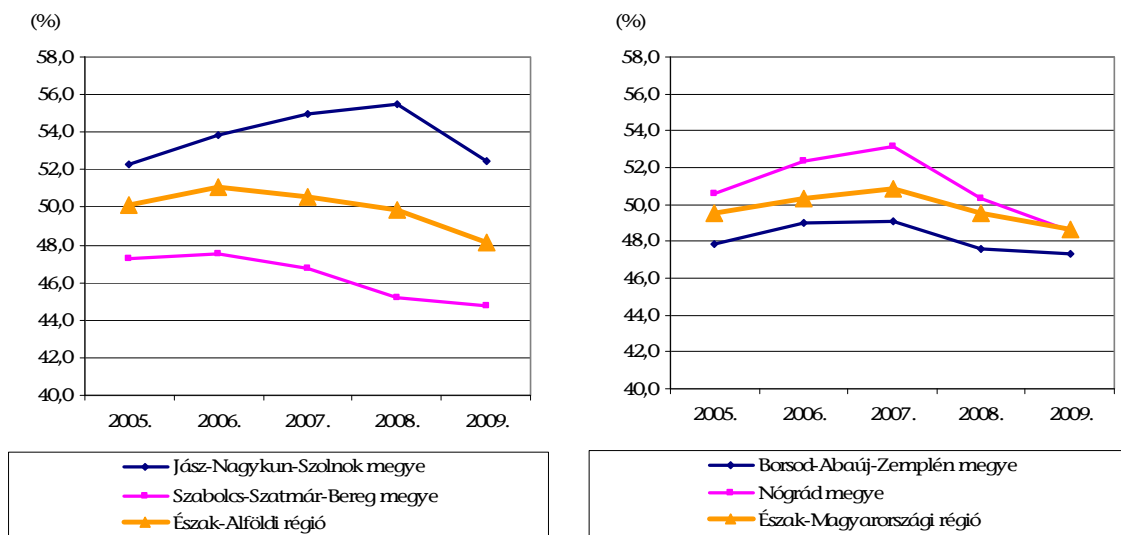 (%)
58,0
56,0
54,0
52,0
50,0
48,0
46,0
44,0
42,0
40,0
2005. 2006. 2007. 2008. 2009.
Jász-Nagykun-Szolnok megye
Szabolcs-Szatmár-Bereg megye
Észak-Alföldi régió
(%)
58,0
56,0
54,0
52,0
50,0
48,0
46,0
44,0
42,0
40,0
2005. 2006. 2007. 2008. 2009.
Borsod-Abaúj-Zemplén megye
Nógrád megye
Észak-Magyarországi régió